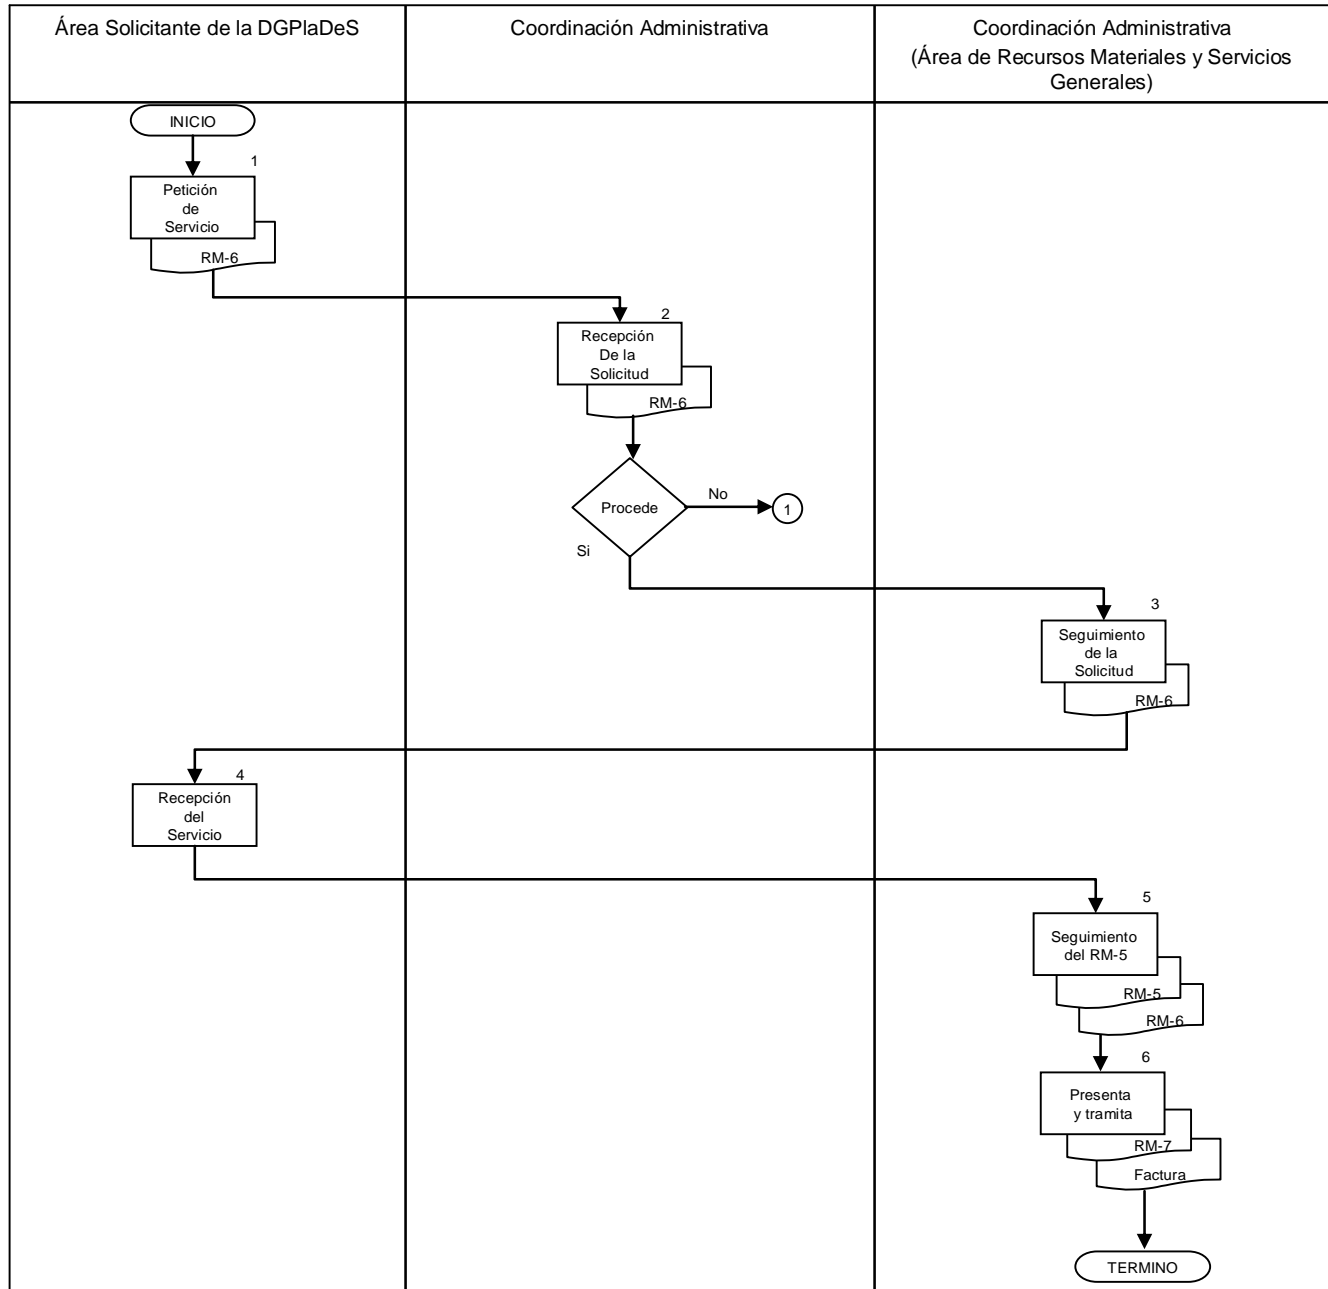 Área Solicitante de la DGPlaDeS
Coordinación Administrativa
Coordinación Administrativa
(Área de Recursos Materiales y Servicios
Generales)
INICIO
1
Petición
de
Servicio
RM-6
2
Recepción
De la
Solicitud
RM-6
Procede
No
1
Si
3
Seguimiento
de la
Solicitud
RM-6
4
Recepción
del
Servicio
5
Seguimiento
del RM-5
RM-5
RM-6
6
Presenta
y tramita
RM-7
Factura
TERMINO